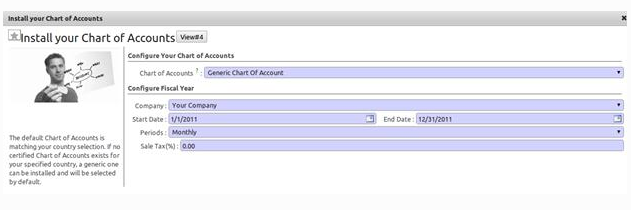 Install your Chart of Accounts
Install your Chart of Accounts View#4
Configure Your Chart of Accounts
Chart of Accounts ? : Generic Chart Of Account
Configure Fiscal Year
Company : Your Company
Start Date : 1/1/2011 End Date : 12/31/2011
Periods : Monthly
Sale Tax(%) : 0.00
The default Chart of Accounts is
matching your country selection. If no
certified Chart of Accounts exists for
your specified country, a generic one
can be installed and will be selected
by default.